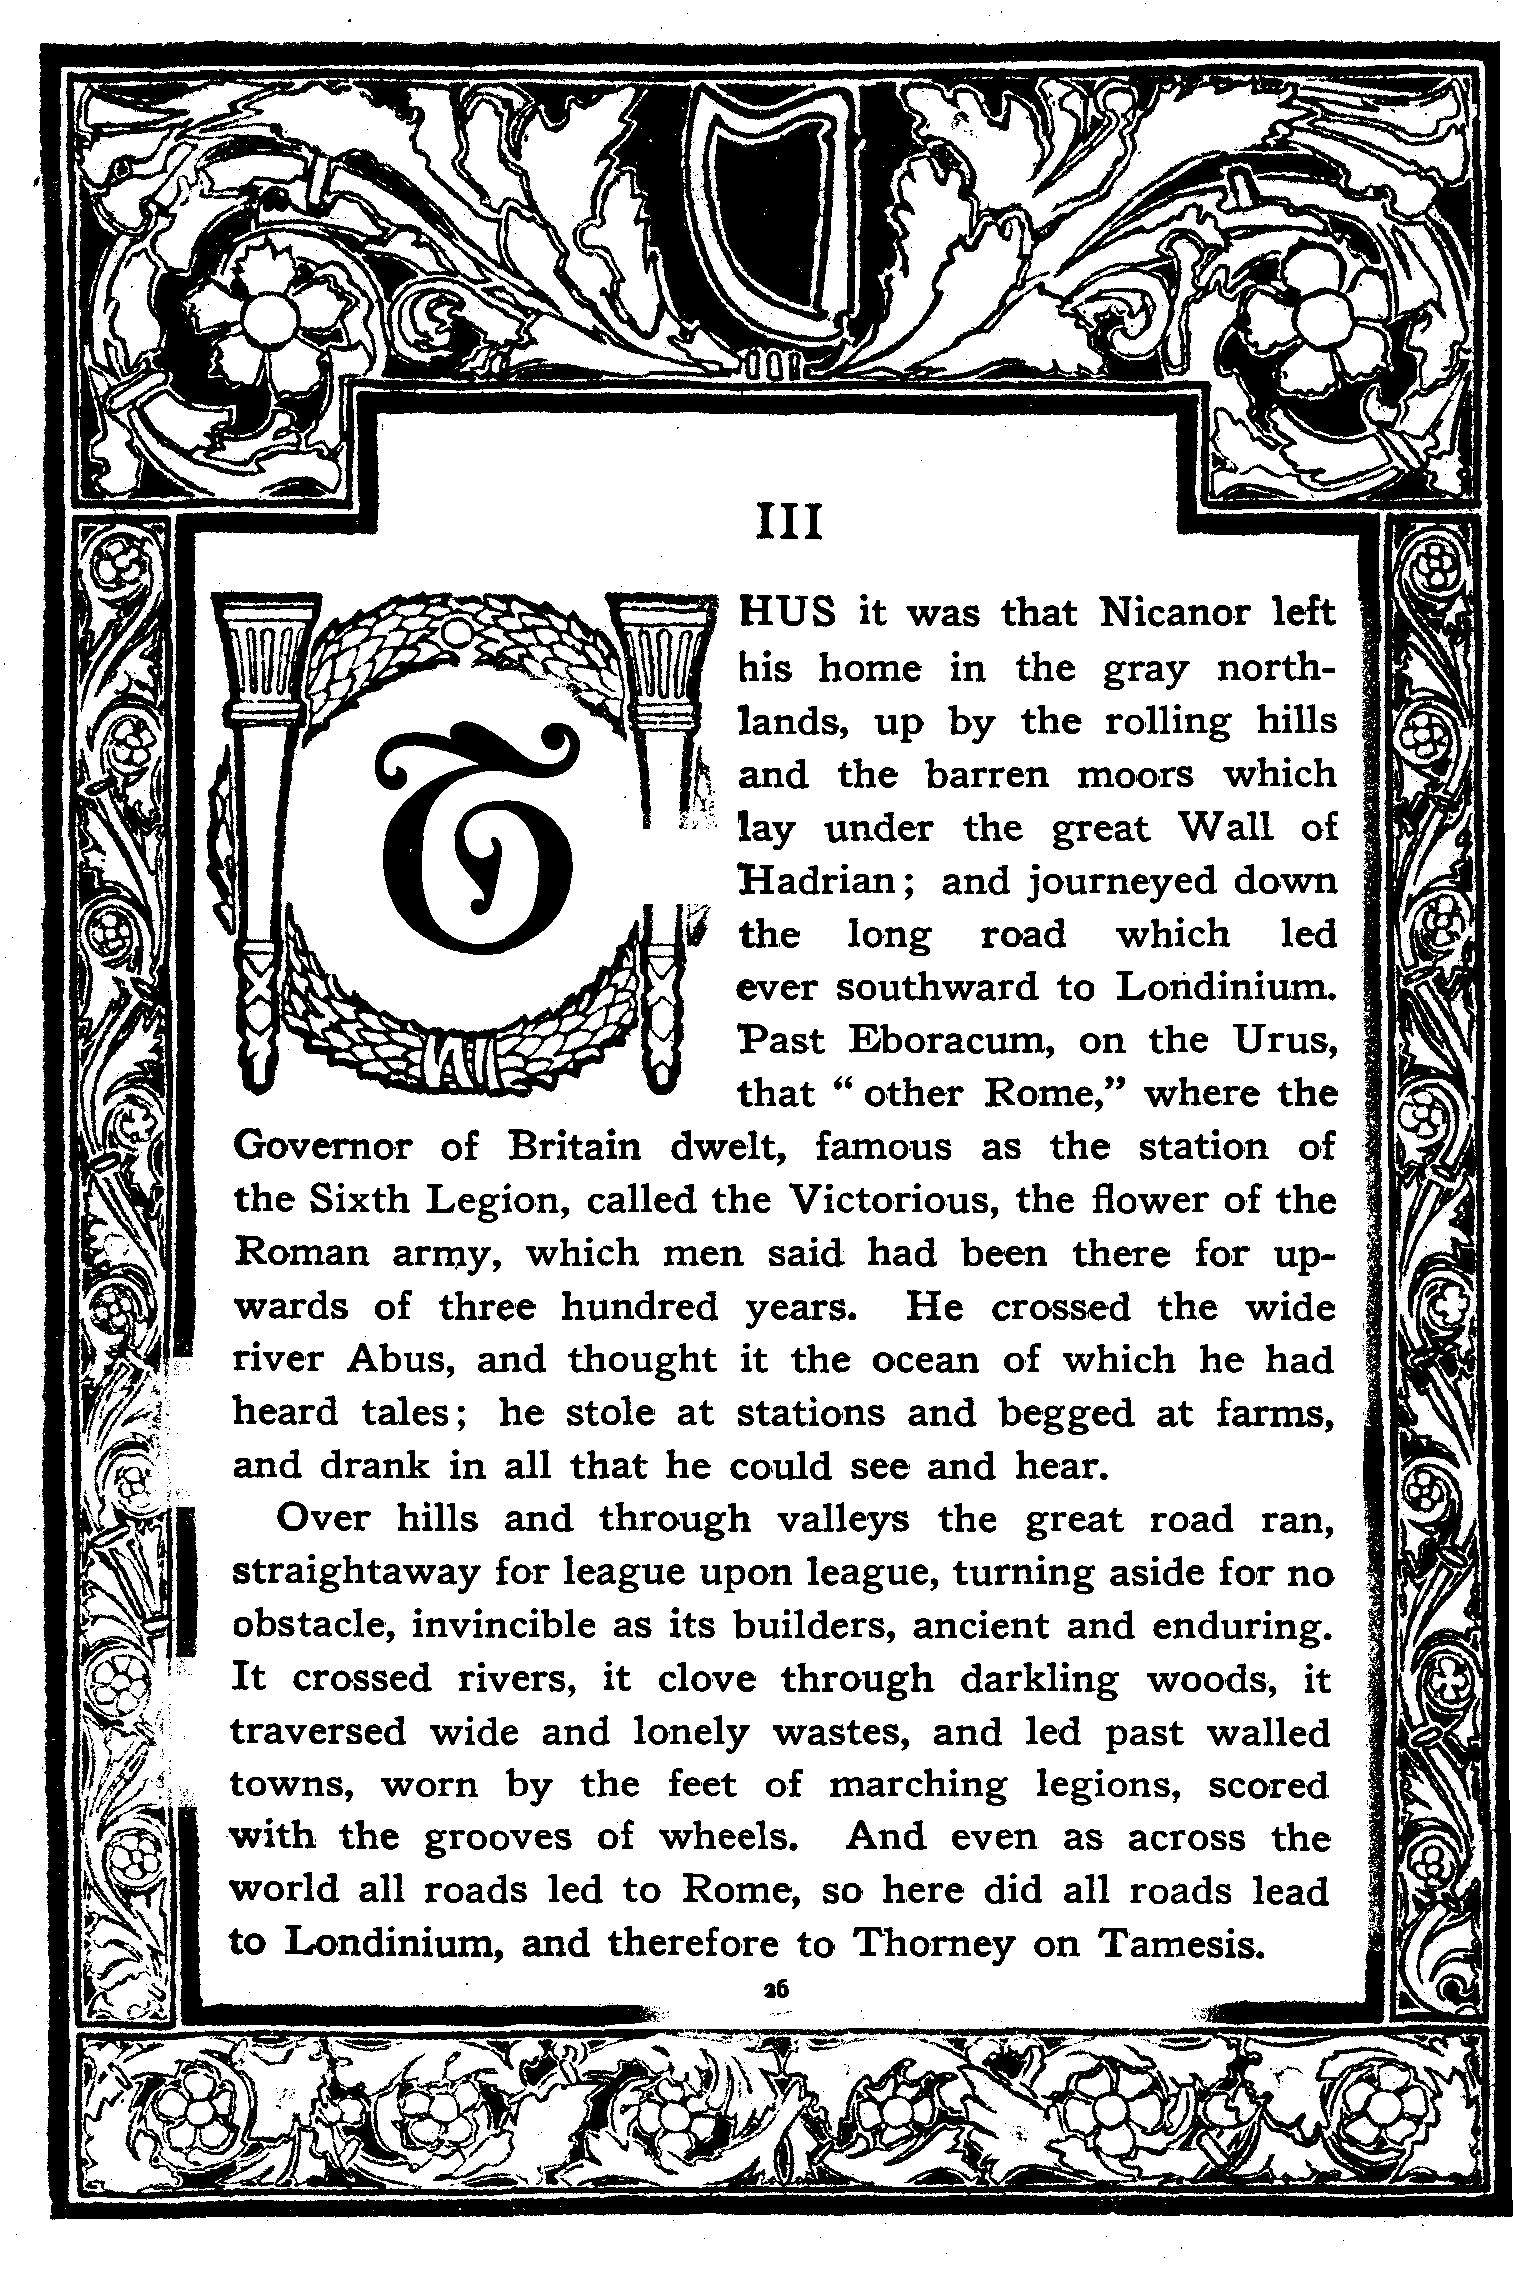 III
THUS it was that Nicanor left
his home in the gray north-
lands, up by the rolling hills
and the barren moors which
lay under the great Wall of
Hadrian; and journeyed down
the long road which led
ever southward to Londinium.
Past Eboracum, on the Urus,
that "other Rome," where the
Governor of Britain dwelt, famous as the station of
the Sixth Legion, called the Victorious, the flower of the
Roman army, which men said had been there for up-
wards of three hundred years. He crossed the wide
river Abus, and thought it the ocean of which he had
heard tales; he stole at stations and begged at farms,
and drank in all that he could see and hear.
Over hills and through valleys the great road ran,
straightaway for league upon league, turning aside for no
obstacle, invincible as its builders, ancient and enduring.
It crossed rivers, it clove through darkling woods, it
traversed wide and lonely wastes, and led past walled
towns, worn by the feet of marching legions, scored
with the grooves of wheels. And even as across the
world all roads led to Rome, so here did all roads lead
to Londinium, and therefore to Thorney on Tamesis.
26